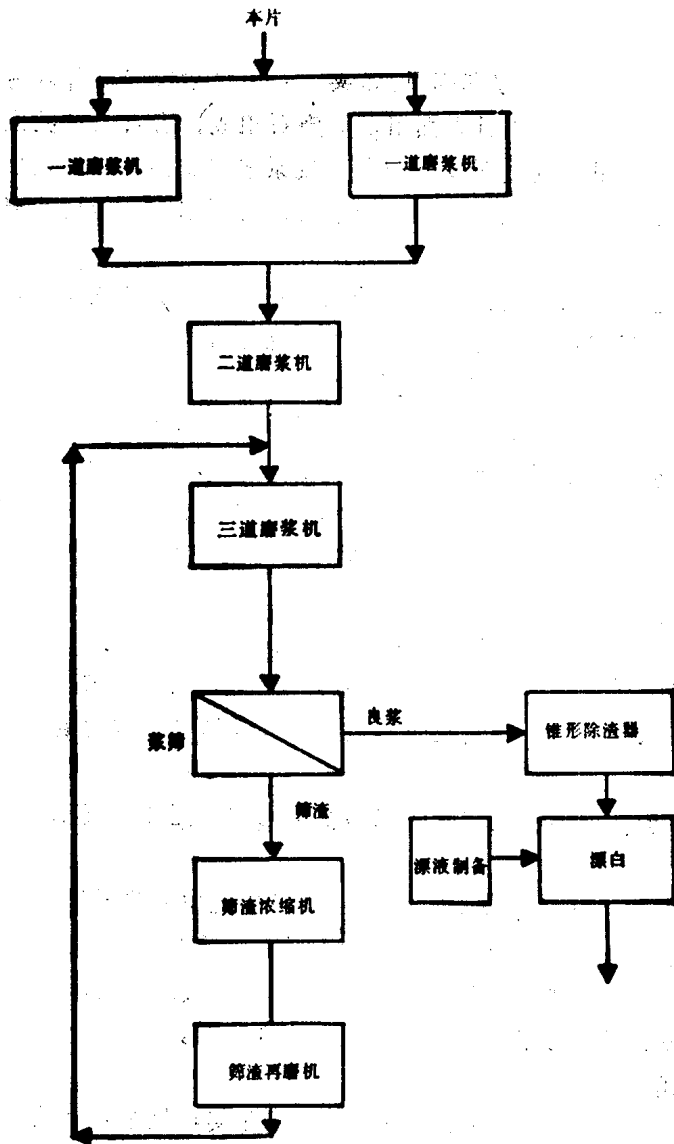 本片
一道磨浆机
一道磨浆机
二道磨浆机
三道磨浆机
浆筛
良浆
锥形除渣器
筛渣
漂液制备
漂白
筛渣浓缩机
筛渣再磨机